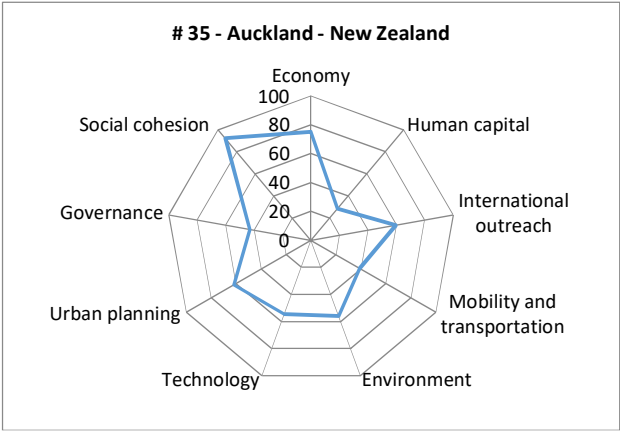 # 35 - Auckland - New Zealand
Economy
100
Social cohesion
Human capital
80
60
40
Governance
International
outreach
20
0
Urban planning
Mobility and
transportation
Technology
Environment